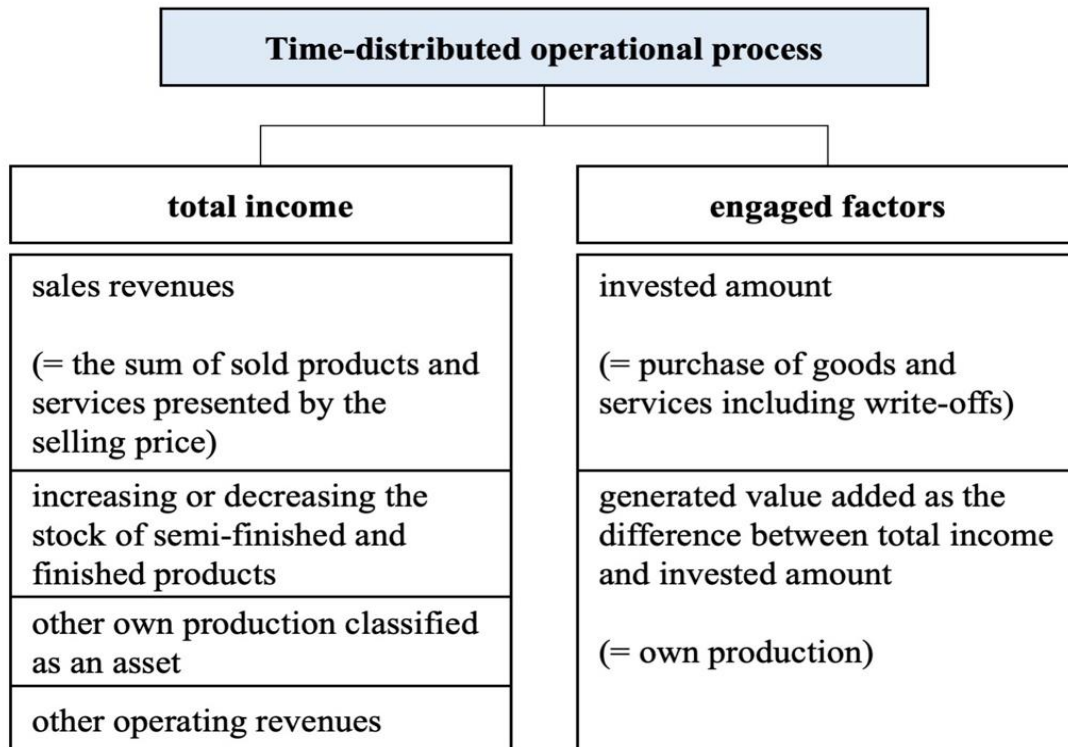 Time-distributed operational process
total income
sales revenues
(= the sum of sold products and
services presented by the
selling price)
increasing or decreasing the
stock of semi-finished and
finished products
other own production classified
as an asset
other operating revenues
engaged factors
invested amount
(= purchase of goods and
services including write-offs)
generated value added as the
difference between total income
and invested amount
(= own production)